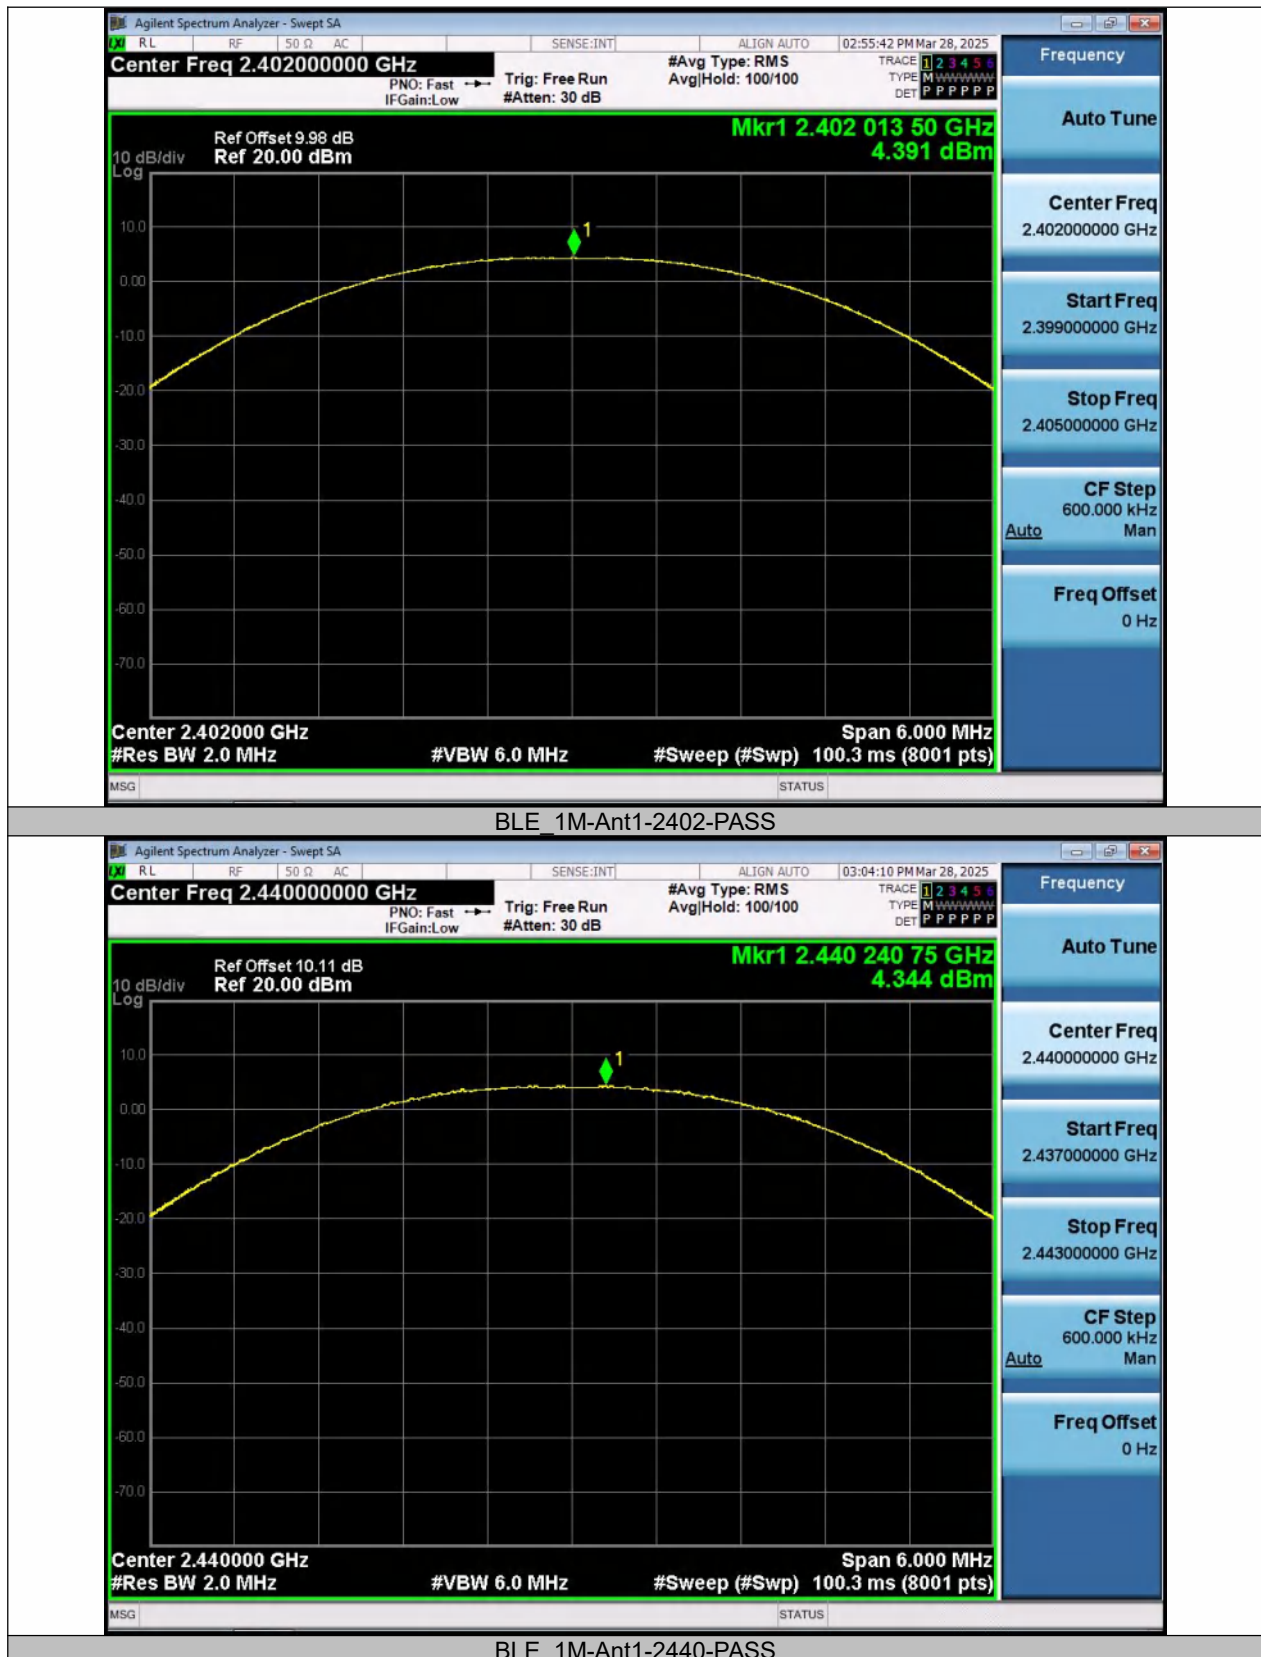 Agilent Spectrum Analyzer - Swept SA
LXI RL RF 50 Ω AC SENSE:INT ALIGN AUTO 02:55:42 PM Mar 28, 2025
Center Freq 2.402000000 GHz
PNO: Fast
IFGain:Low
Trig: Free Run
#Atten: 30 dB
#Avg Type: RMS
Avg|Hold: 100/100
TRACE 1 2 3 4 5 6
TYPE M W W W W W
DET P P P P P P
Frequency
Auto Tune
Mkr1 2.402 013 50 GHz
4.391 dBm
Ref Offset 9.98 dB
10 dB/div Ref 20.00 dBm
Log
1
10.0
0.00
-10.0
-20.0
-30.0
-40.0
-50.0
-60.0
-70.0
Center Freq
2.402000000 GHz
Start Freq
2.399000000 GHz
Stop Freq
2.405000000 GHz
CF Step
600.000 kHz
Auto Man
Freq Offset
0 Hz
Center 2.402000 GHz Span 6.000 MHz
#Res BW 2.0 MHz #VBW 6.0 MHz #Sweep (#Swp) 100.3 ms (8001 pts)
MSG STATUS
BLE_1M-Ant1-2402-PASS
Agilent Spectrum Analyzer - Swept SA
LXI RL RF 50 Ω AC SENSE:INT ALIGN AUTO 03:04:10 PM Mar 28, 2025
Center Freq 2.440000000 GHz
PNO: Fast
IFGain:Low
Trig: Free Run
#Atten: 30 dB
#Avg Type: RMS
Avg|Hold: 100/100
TRACE 1 2 3 4 5 6
TYPE M W W W W W
DET P P P P P P
Frequency
Auto Tune
Mkr1 2.440 240 75 GHz
4.344 dBm
Ref Offset 10.11 dB
10 dB/div Ref 20.00 dBm
Log
1
10.0
0.00
-10.0
-20.0
-30.0
-40.0
-50.0
-60.0
-70.0
Center Freq
2.440000000 GHz
Start Freq
2.437000000 GHz
Stop Freq
2.443000000 GHz
CF Step
600.000 kHz
Auto Man
Freq Offset
0 Hz
Center 2.440000 GHz Span 6.000 MHz
#Res BW 2.0 MHz #VBW 6.0 MHz #Sweep (#Swp) 100.3 ms (8001 pts)
MSG STATUS
BLE_1M-Ant1-2440-PASS